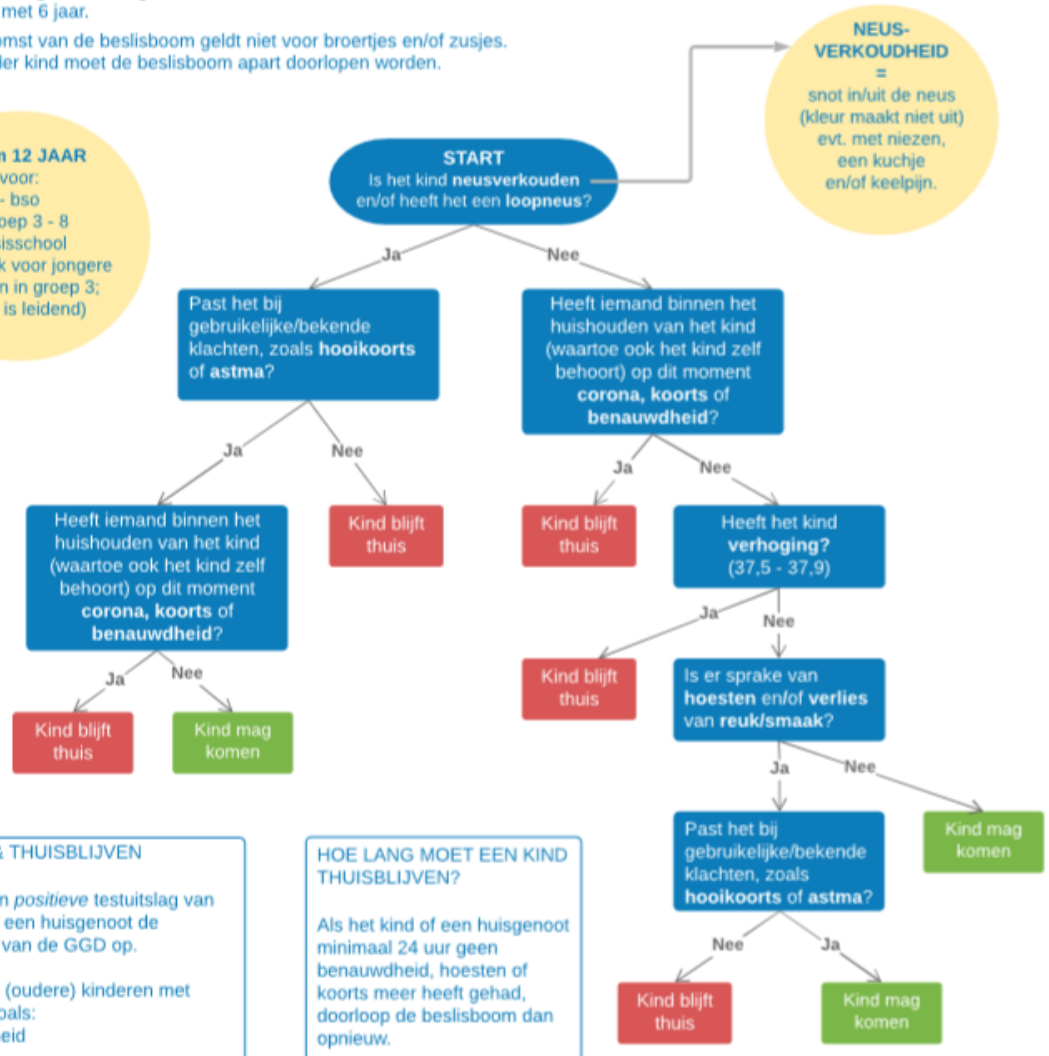 met 6 jaar.
omst van de beslisboom geldt niet voor broertjes en/of zusjes.
der kind moet de beslisboom apart doorlopen worden.
NEUS-
VERKOUDHEID
=
snot in/uit de neus
(kleur maakt niet uit)
evt. met niezen,
een kuchje
en/of keelpijn.
m 12 JAAR
voor:
- bso
oep 3 - 8
sisschool
k voor jongere
n in groep 3;
is leidend)
START
Is het kind neusverkouden
en/of heeft het een loopneus?
Ja
Nee
Past het bij
gebruikelijke/bekende
klachten, zoals hooikoorts
of astma?
Heeft iemand binnen het
huishouden van het kind
(waartoe ook het kind zelf
behoort) op dit moment
corona, koorts of
benauwdheid?
Ja
Nee
Ja
Nee
Heeft iemand binnen het
huishouden van het kind
(waartoe ook het kind zelf
behoort) op dit moment
corona, koorts of
benauwdheid?
Kind blijft
thuis
Kind blijft
thuis
Heeft het kind
verhoging?
(37,5 - 37,9)
Ja
Nee
Ja
Nee
Kind blijft
thuis
Kind mag
komen
Kind blijft
thuis
Is er sprake van
hoesten en/of verlies
van reuk/smaak?
Ja
Nee
Past het bij
gebruikelijke/bekende
klachten, zoals
hooikoorts of astma?
Kind mag
komen
Nee
Ja
Kind blijft
thuis
Kind mag
komen
& THUISBLIJVEN
n positieve testuitslag van
een huisgenoot de
van de GGD op.
(oudere) kinderen met
oals:
eid
HOE LANG MOET EEN KIND
THUISBLIJVEN?
Als het kind of een huisgenoot
minimaal 24 uur geen
benauwdheid, hoesten of
koorts meer heeft gehad,
doorloop de beslisboom dan
opnieuw.